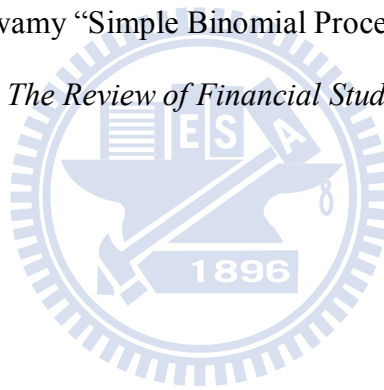 vamy “Simple Binomial Proce
The Review of Financial Stud
E S A
1896